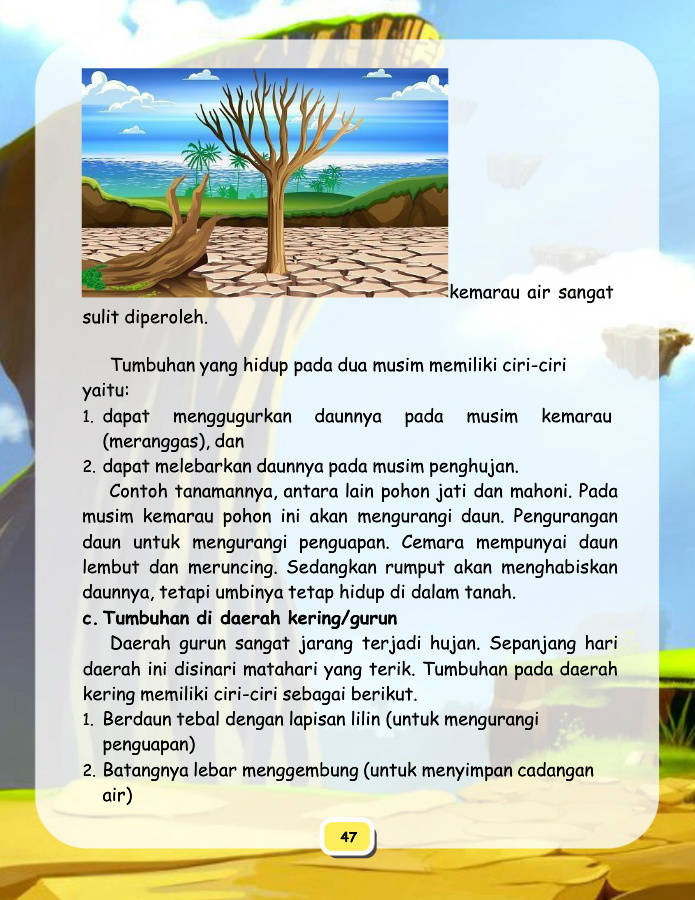 kemarau air sangat
sulit diperoleh.
Tumbuhan yang hidup pada dua musim memiliki ciri-ciri
yaitu:
1. dapat menggugurkan daunnya pada musim kemarau
(meranggas), dan
2. dapat melebarkan daunnya pada musim penghujan.
Contoh tanamannya, antara lain pohon jati dan mahoni. Pada
musim kemarau pohon ini akan mengurangi daun. Pengurangan
daun untuk mengurangi penguapan. Cemara mempunyai daun
lembut dan meruncing. Sedangkan rumput akan menghabiskan
daunnya, tetapi umbinya tetap hidup di dalam tanah.
c. Tumbuhan di daerah kering/gurun
Daerah gurun sangat jarang terjadi hujan. Sepanjang hari
daerah ini disinari matahari yang terik. Tumbuhan pada daerah
kering memiliki ciri-ciri sebagai berikut.
1. Berdaun tebal dengan lapisan lilin (untuk mengurangi
penguapan)
2. Batangnya lebar menggembung (untuk menyimpan cadangan
air)
47